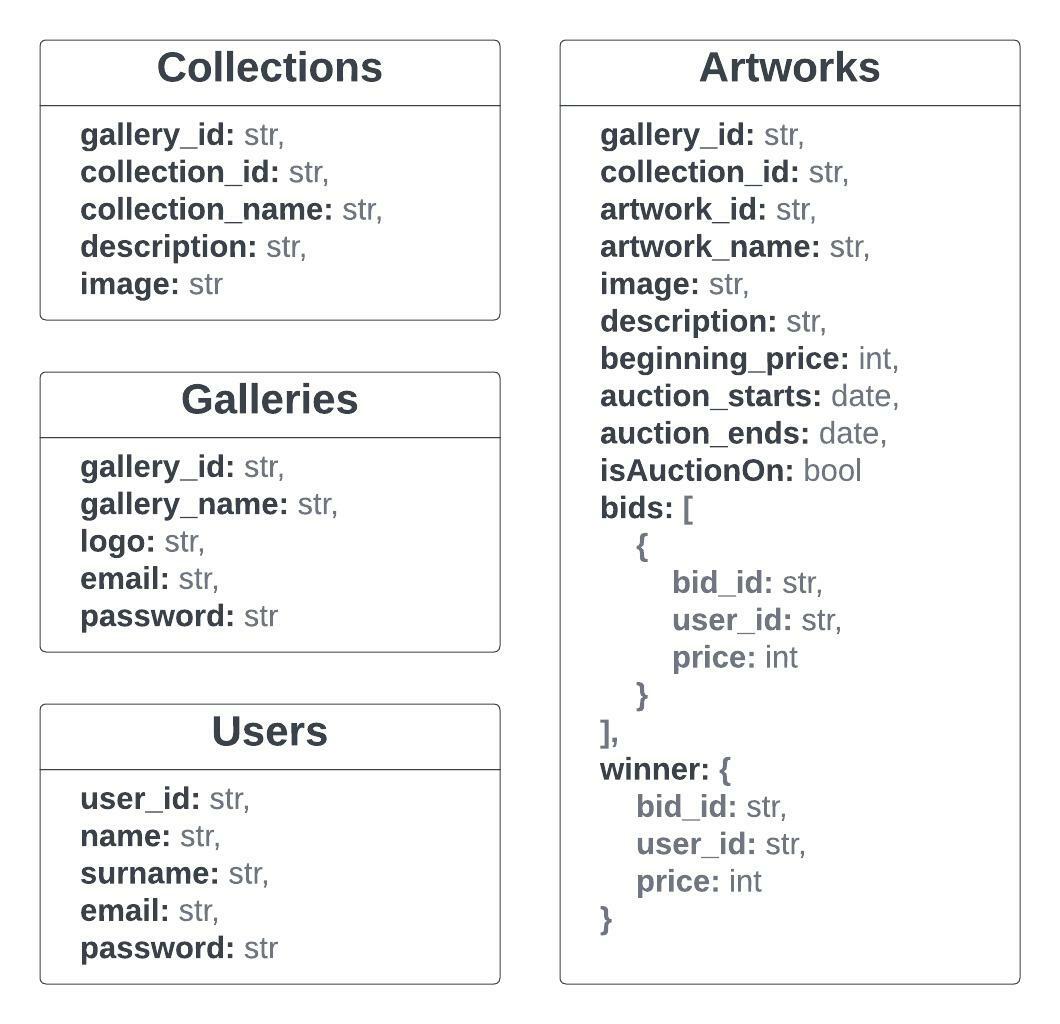 Collections
gallery_id: str,
collection_id: str,
collection_name: str,
description: str,
image: str
Galleries
gallery_id: str,
gallery_name: str,
logo: str,
email: str,
password: str
Users
user_id: str,
name: str,
surname: str,
email: str,
password: str
Artworks
gallery_id: str,
collection_id: str,
artwork_id: str,
artwork_name: str,
image: str,
description: str,
beginning_price: int,
auction_starts: date,
auction_ends: date,
isAuctionOn: bool
bids: [
{
bid_id: str,
user_id: str,
price: int
}
],
winner: {
bid_id: str,
user_id: str,
price: int
}